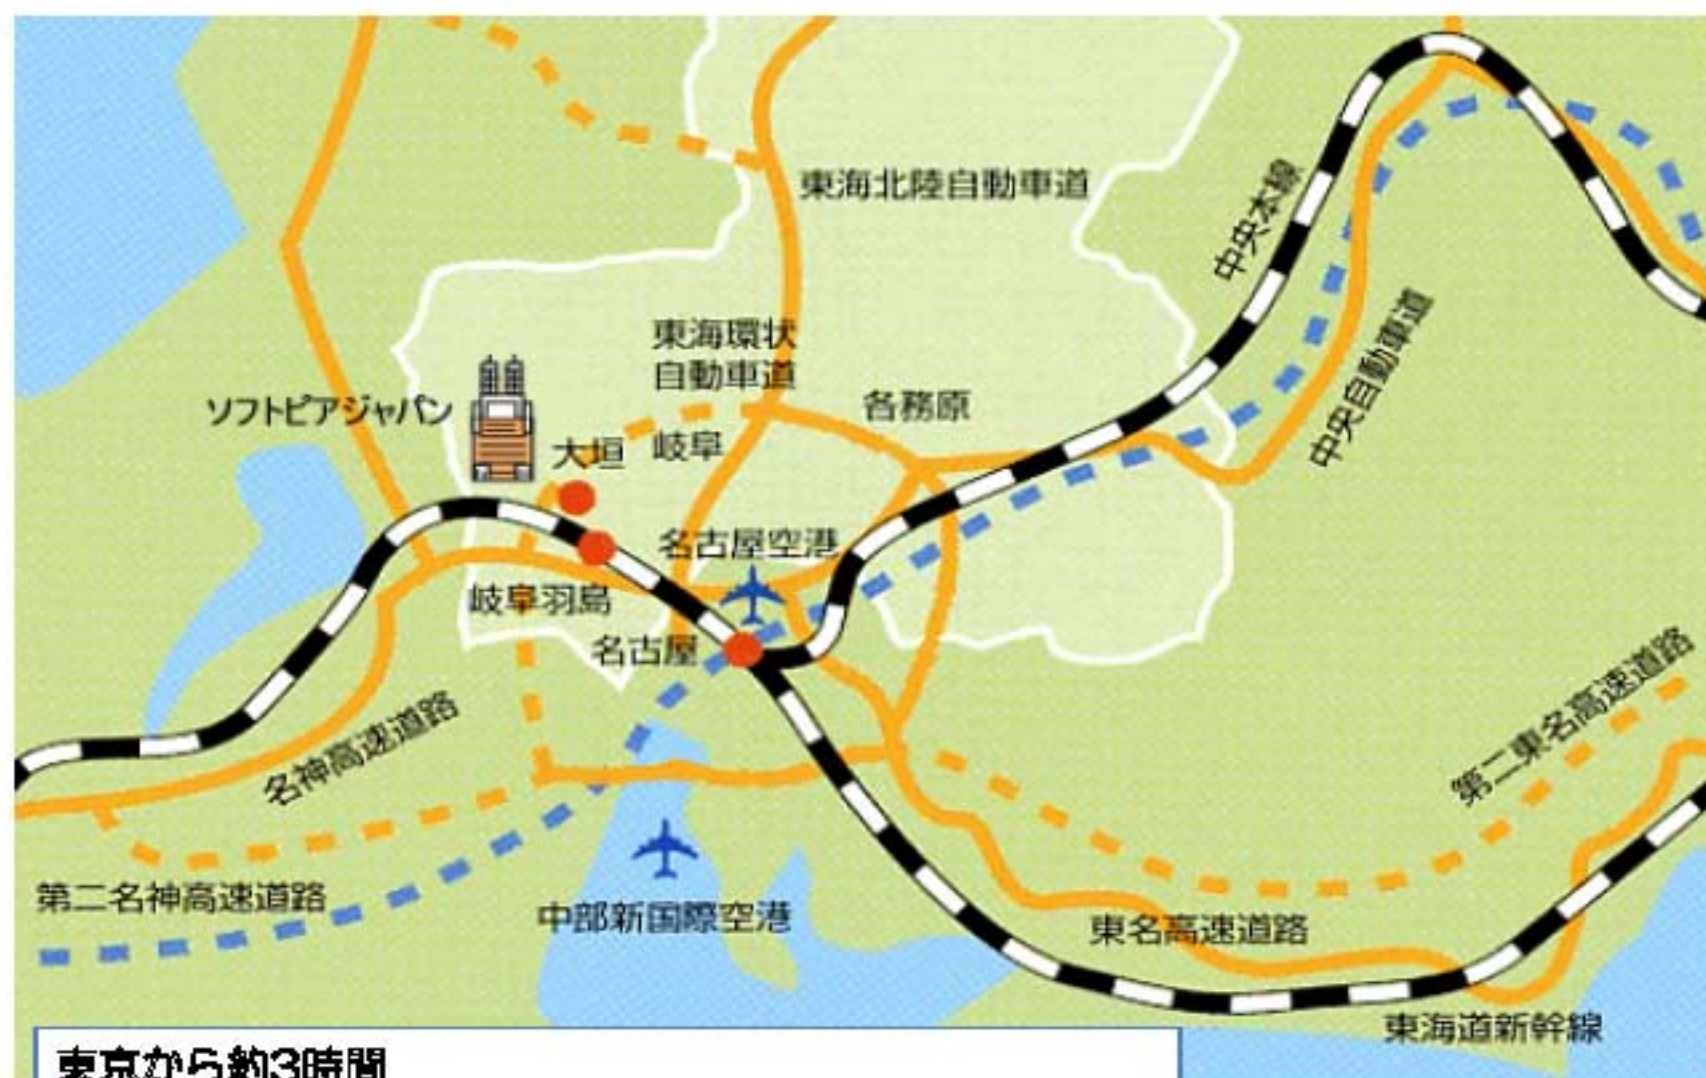 東海北陸自動車道
中央本線
東海環状
自動車道
中央自動車道
ソフトピアジャパン
各務原
大垣
岐阜
名古屋空港
岐阜羽島
名古屋
名神高速道路
第二東名高速道路
第二名神高速道路
中部新国際空港
東名高速道路
東海道新幹線
東京から約3時間